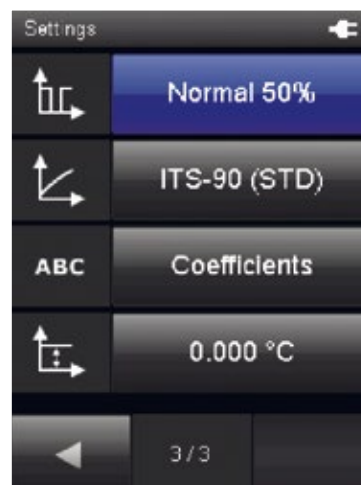 Settings
Normal 50%
ITS-90 (STD)
ABC Coefficients
0.000 °C
3/3